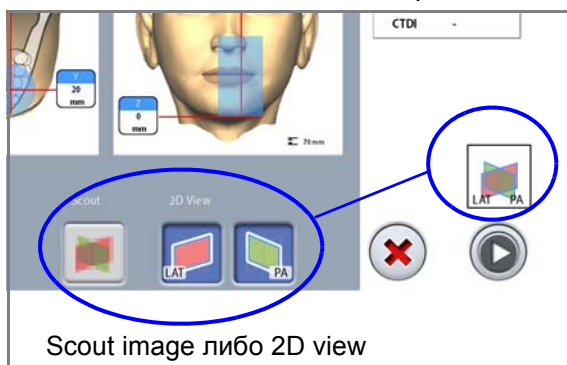 CTDI -
Y
20
mm
Z
0
mm
79 mm
Scout
2D View
LAT PA
LAT
PA
Scout image либо 2D view